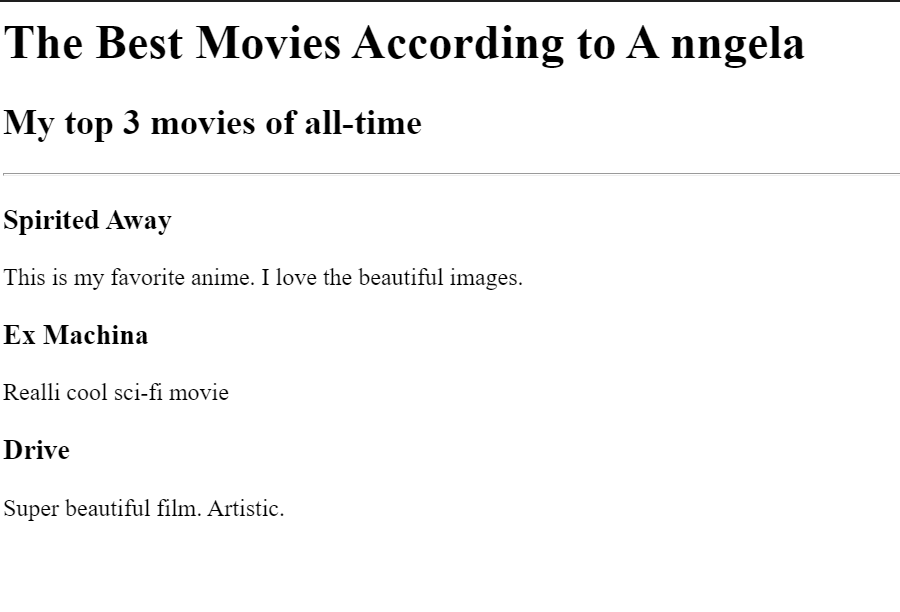 The Best Movies According to A nngela
My top 3 movies of all-time
Spirited Away
This is my favorite anime. I love the beautiful images.
Ex Machina
Realli cool sci-fi movie
Drive
Super beautiful film. Artistic.